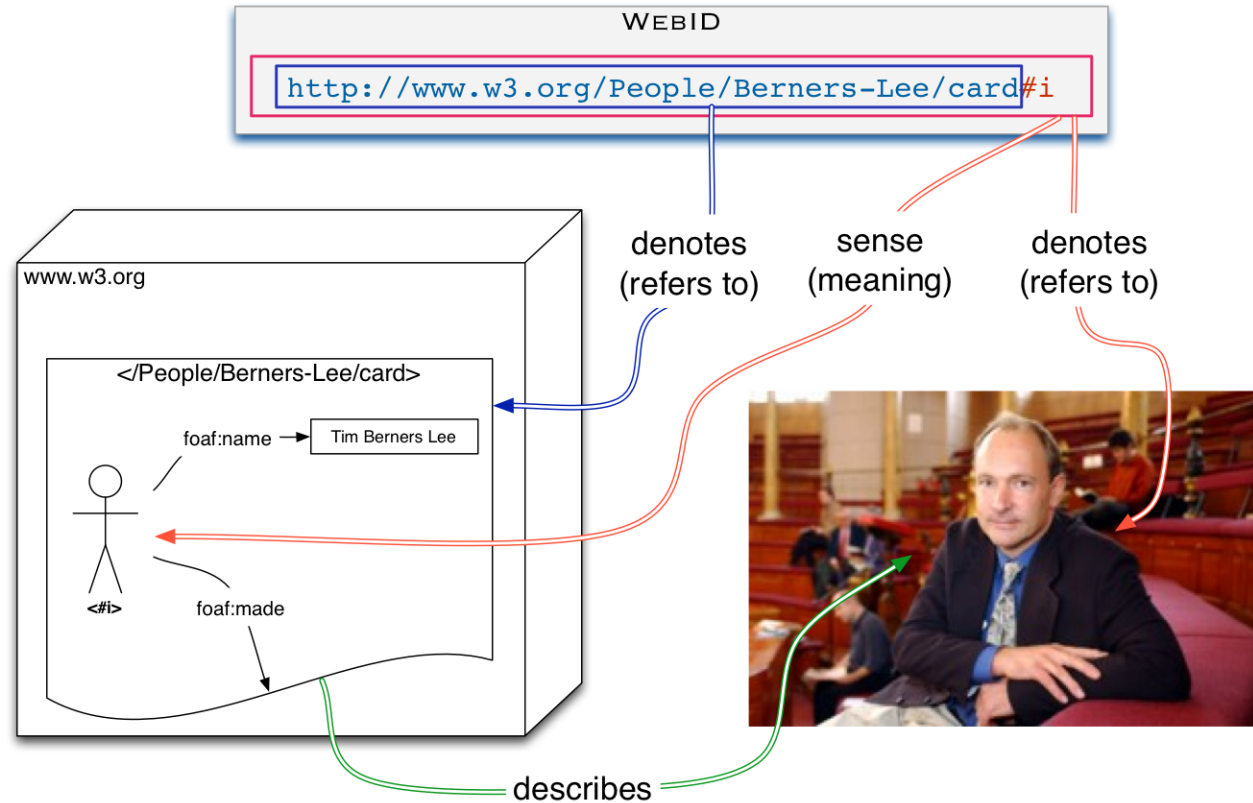 WEBID
http://www.w3.org/People/Berners-Lee/card#i
denotes
(refers to)
sense
(meaning)
denotes
(refers to)
www.w3.org
</People/Berners-Lee/card>
foaf:name
Tim Berners Lee
<#i>
foaf:made
describes